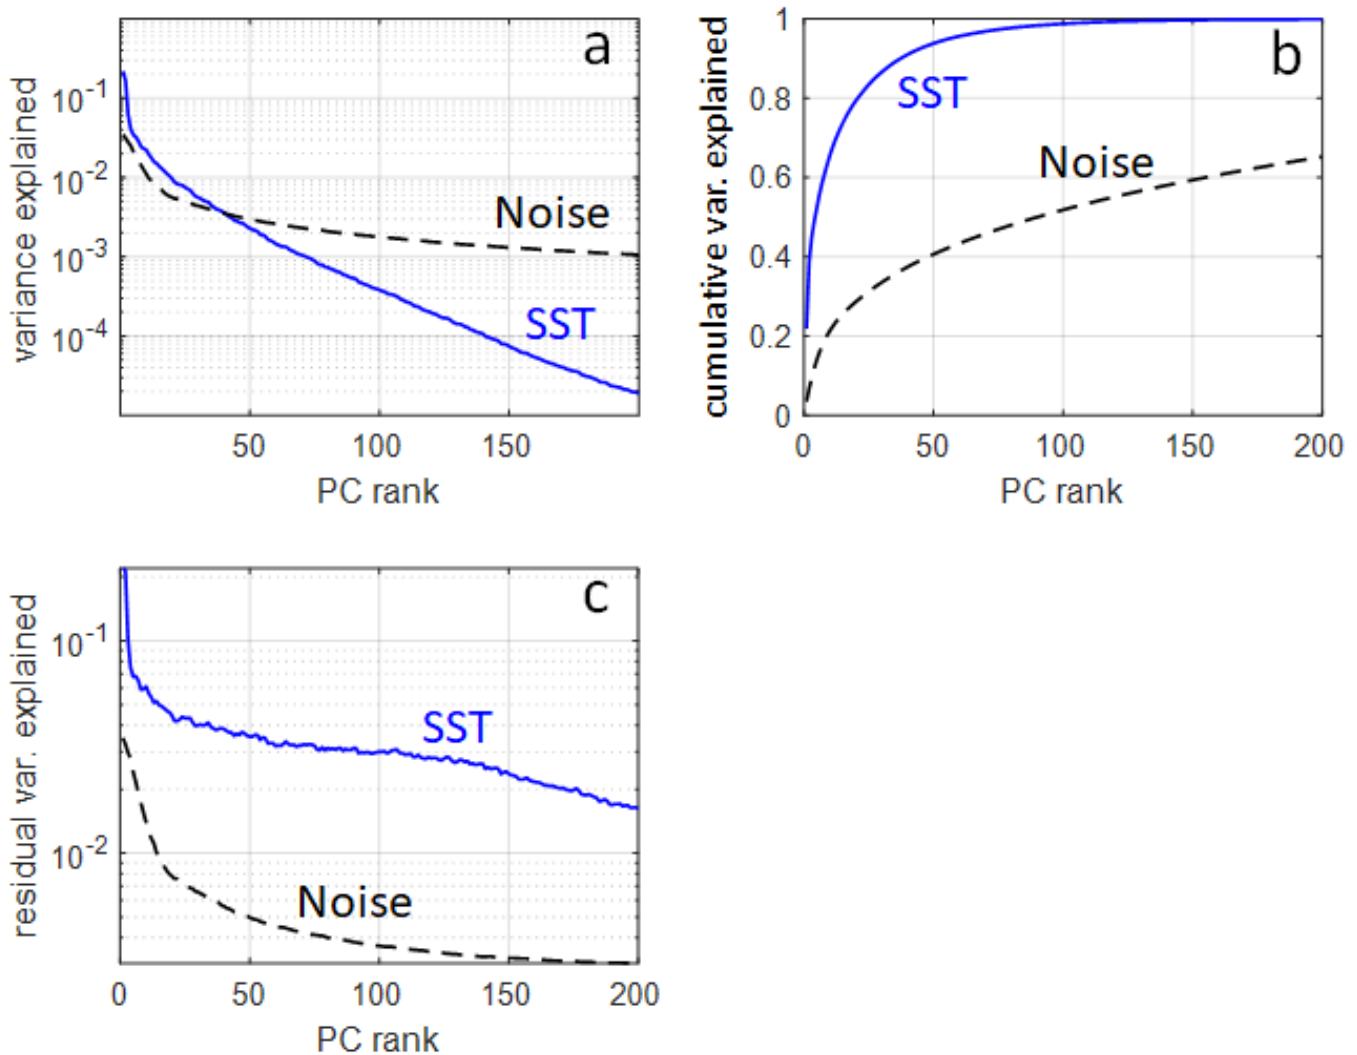 a
variance explained
10-1
10-2
10-3
10-4
Noise
SST
50
100
150
PC rank
b
cumulative var. explained
1
0.8
0.6
0.4
0.2
0
SST
Noise
0
50
100
150
200
PC rank
c
residual var. explained
10-1
10-2
SST
Noise
0
50
100
150
200
PC rank